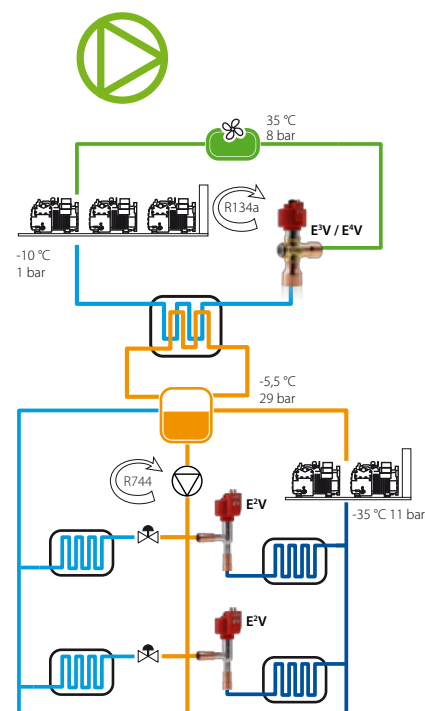 35 °C
8 bar
R134a
E³V / E⁴V
-10 °C
1 bar
-5,5 °C
29 bar
R744
E²V
-35 °C 11 bar
E²V